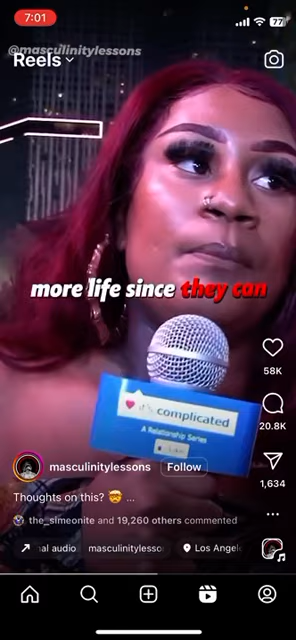 7:01
77
@masculinitylessons
Reels
more life since they can
it's complicated
A Relationship Series
58K
20.8K
1,634
masculinitylessons
Follow
Thoughts on this? 🤯 ...
the_simeonite and 19,260 others commented
nal audio
masculinitylesso
Los Angel